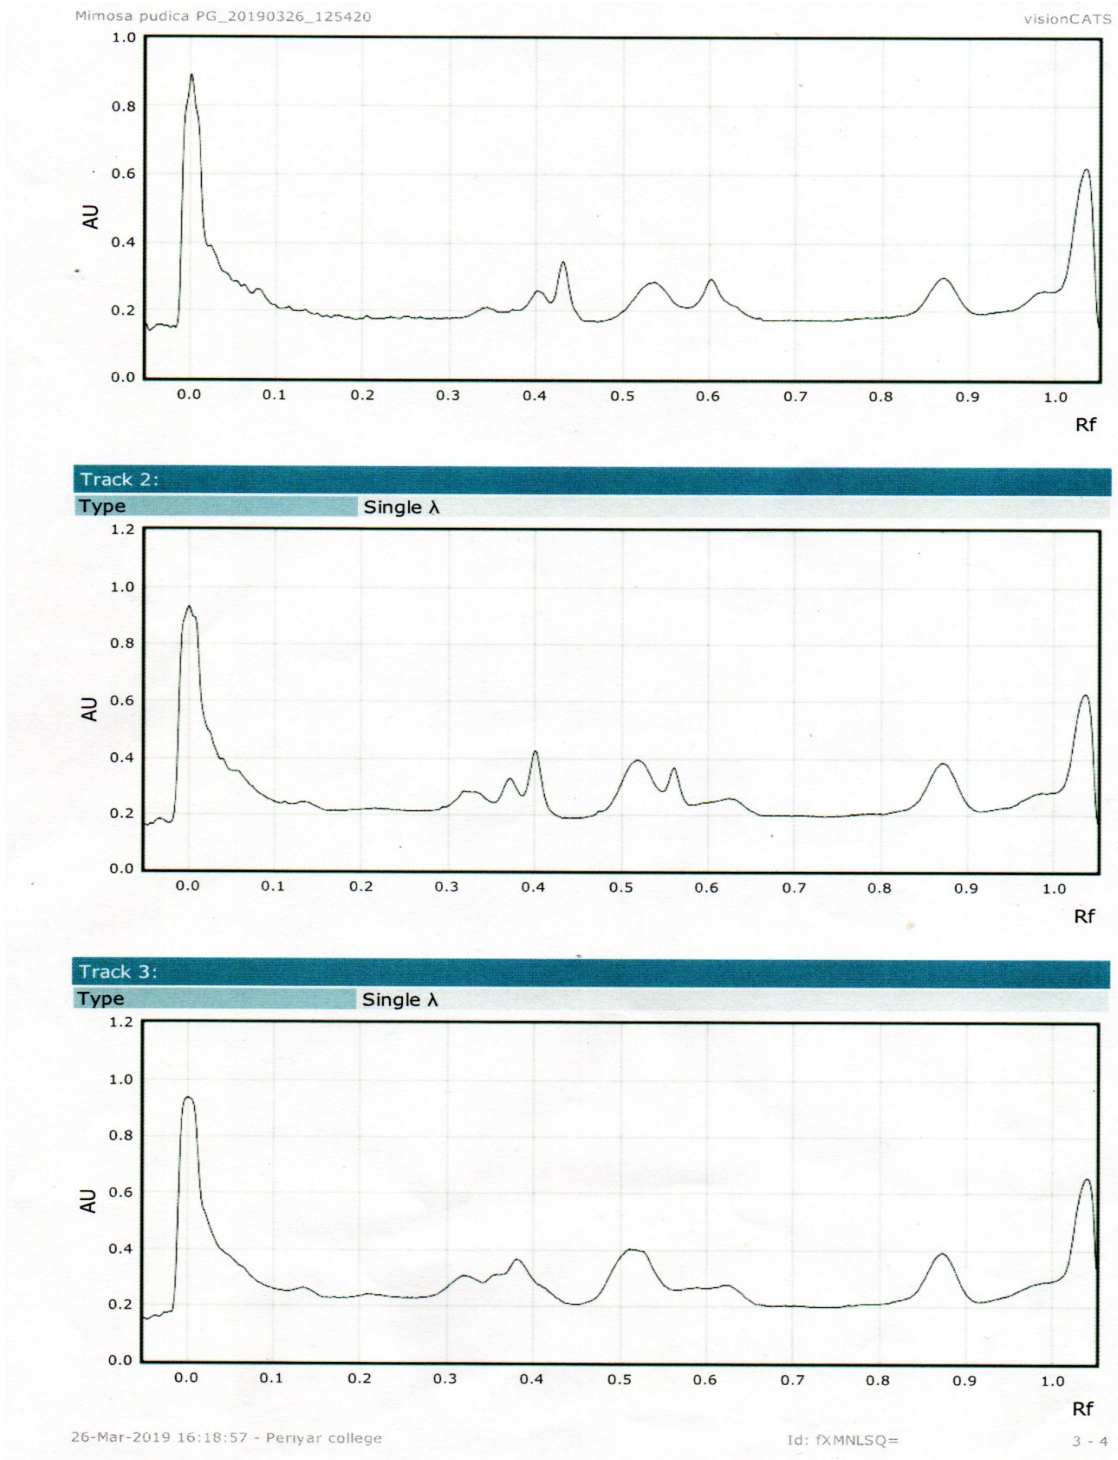 Mimosa pudica PG_20190326_125420 visionCATS
1.0
0.8
0.6
0.4
0.2
0.0
AU
0.0 0.1 0.2 0.3 0.4 0.5 0.6 0.7 0.8 0.9 1.0
Rf
Track 2:
Type Single λ
1.2
1.0
0.8
0.6
0.4
0.2
0.0
AU
0.0 0.1 0.2 0.3 0.4 0.5 0.6 0.7 0.8 0.9 1.0
Rf
Track 3:
Type Single λ
1.2
1.0
0.8
0.6
0.4
0.2
0.0
AU
0.0 0.1 0.2 0.3 0.4 0.5 0.6 0.7 0.8 0.9 1.0
Rf
26-Mar-2019 16:18:57 - Periyar college Id: fXMNLSQ= 3 - 4